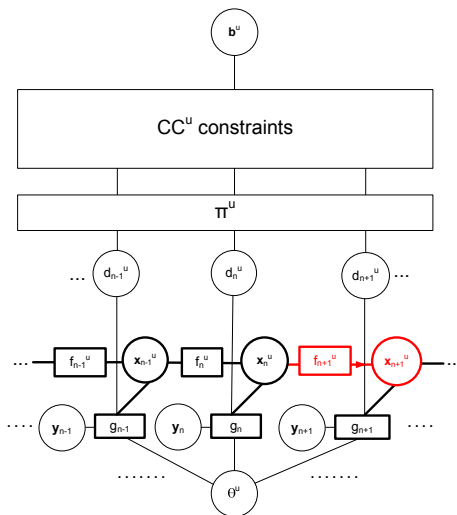 b^u
CC^u constraints
π^u
... d_{n-1}^u d_n^u d_{n+1}^u ...
... f_{n-1}^u x_{n-1}^u f_n^u x_n^u f_{n+1}^u x_{n+1}^u ...
.... y_{n-1} g_{n-1} y_n g_n y_{n+1} g_{n+1} ....
....... θ^u .......